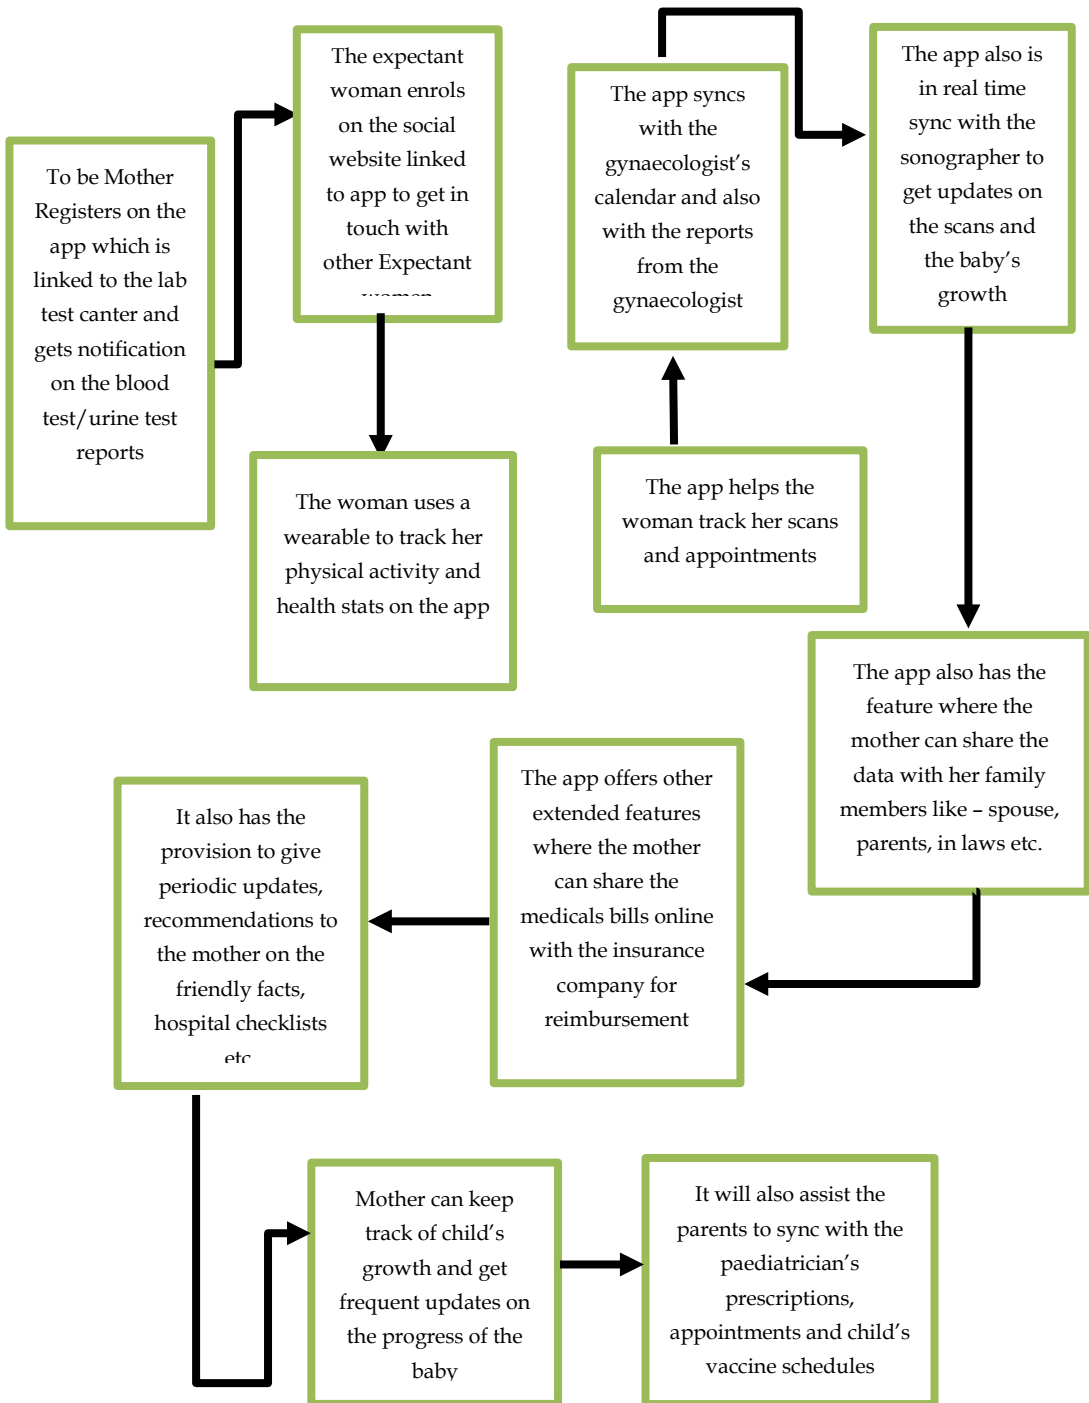 To be Mother
Registers on the
app which is
linked to the lab
test canter and
gets notification
on the blood
test/urine test
reports
The expectant
woman enrols
on the social
website linked
to app to get in
touch with
other Expectant
women
The woman uses a
wearable to track her
physical activity and
health stats on the app
The app helps the
woman track her scans
and appointments
The app syncs
with the
gynaecologist's
calendar and also
with the reports
from the
gynaecologist
The app also is
in real time
sync with the
sonographer to
get updates on
the scans and
the baby's
growth
The app also has the
feature where the
mother can share the
data with her family
members like – spouse,
parents, in laws etc.
The app offers other
extended features
where the mother
can share the
medicals bills online
with the insurance
company for
reimbursement
It also has the
provision to give
periodic updates,
recommendations to
the mother on the
friendly facts,
hospital checklists
etc
Mother can keep
track of child's
growth and get
frequent updates on
the progress of the
baby
It will also assist the
parents to sync with the
paediatrician's
prescriptions,
appointments and child's
vaccine schedules